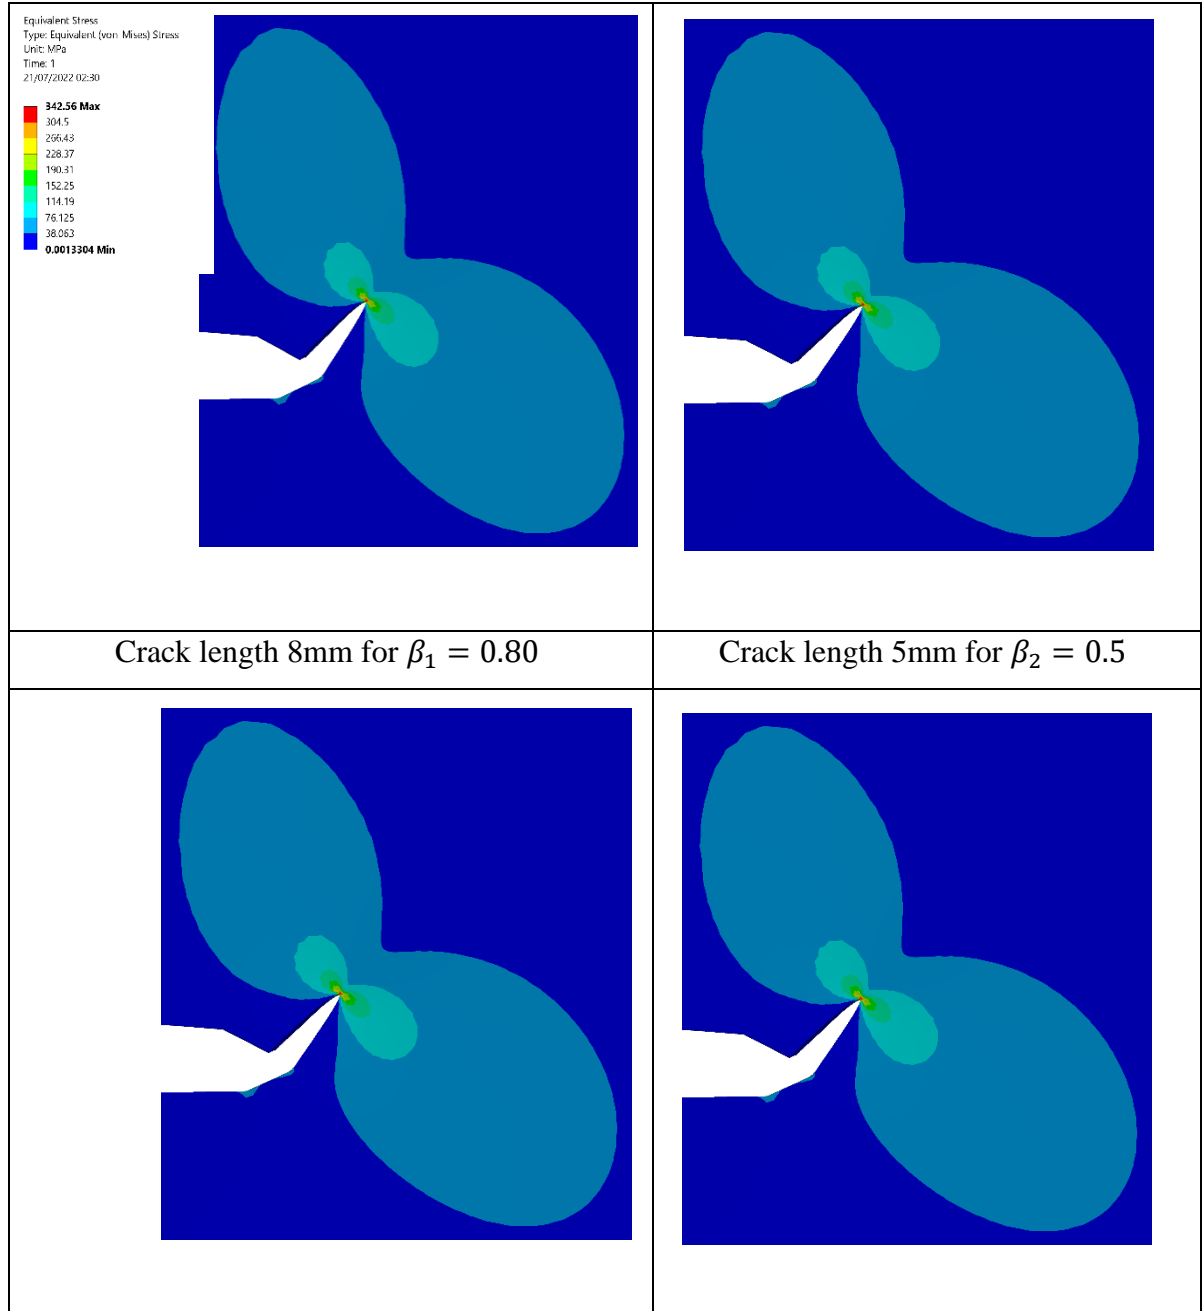 Equivalent Stress
Type: Equivalent (von-Mises) Stress
Unit: MPa
Time: 1
21/07/2022 02:30
342.56 Max
304.5
266.43
228.37
190.31
152.25
114.19
76.125
38.063
0.0013304 Min
Crack length 8mm for β₁ = 0.80
Crack length 5mm for β₂ = 0.5